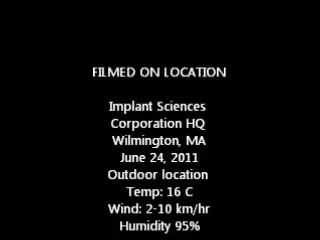 FILMED ON LOCATION
Implant Sciences
Corporation HQ
Wilmington, MA
June 24, 2011
Outdoor location
Temp: 16 C
Wind: 2-10 km/hr
Humidity 95%